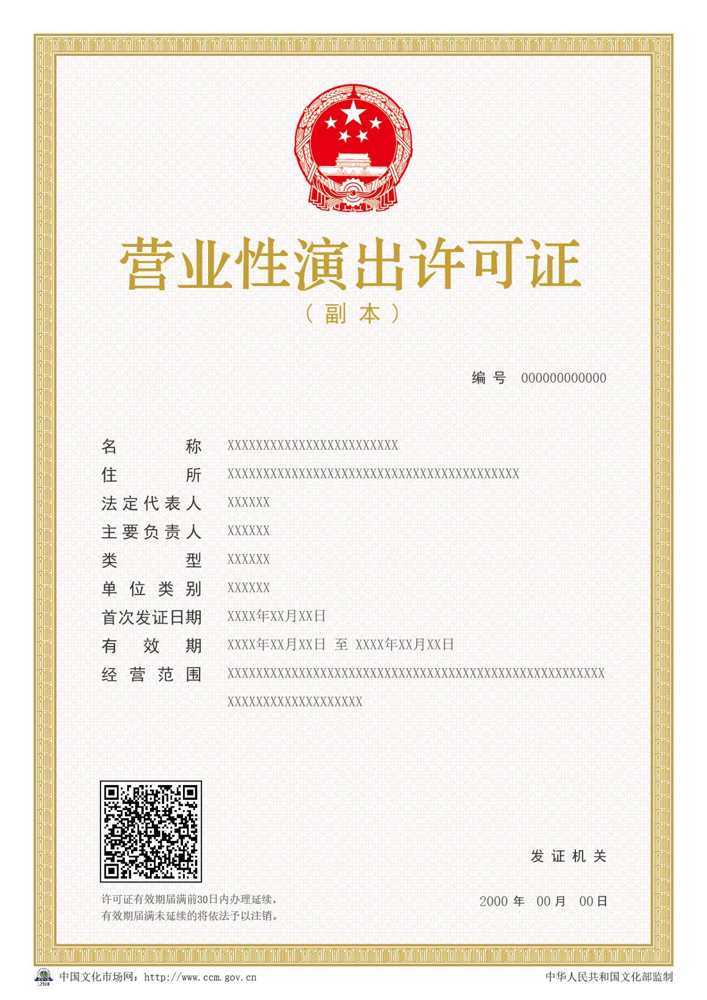 营业性演出许可证
（副本）
编号 000000000000
名称 XXXXXXXXXXXXXXXXXXXXXXXX
住所 XXXXXXXXXXXXXXXXXXXXXXXXXXXXXXXXXXXXXXXXX
法定代表人 XXXXXX
主要负责人 XXXXXX
类型 XXXXXX
单位类别 XXXXXX
首次发证日期 XXXX年XX月XX日
有效期 XXXX年XX月XX日 至 XXXX年XX月XX日
经营范围 XXXXXXXXXXXXXXXXXXXXXXXXXXXXXXXXXXXXXXXXXXXXXXXXXXXXX
XXXXXXXXXXXXXXXXXXX
发证机关
许可证有效期届满前30日内办理延续，
有效期届满未延续的将依法予以注销。
2000 年 00 月 00 日
L2318
中国文化市场网：http://www.ccm.gov.cn
中华人民共和国文化部监制